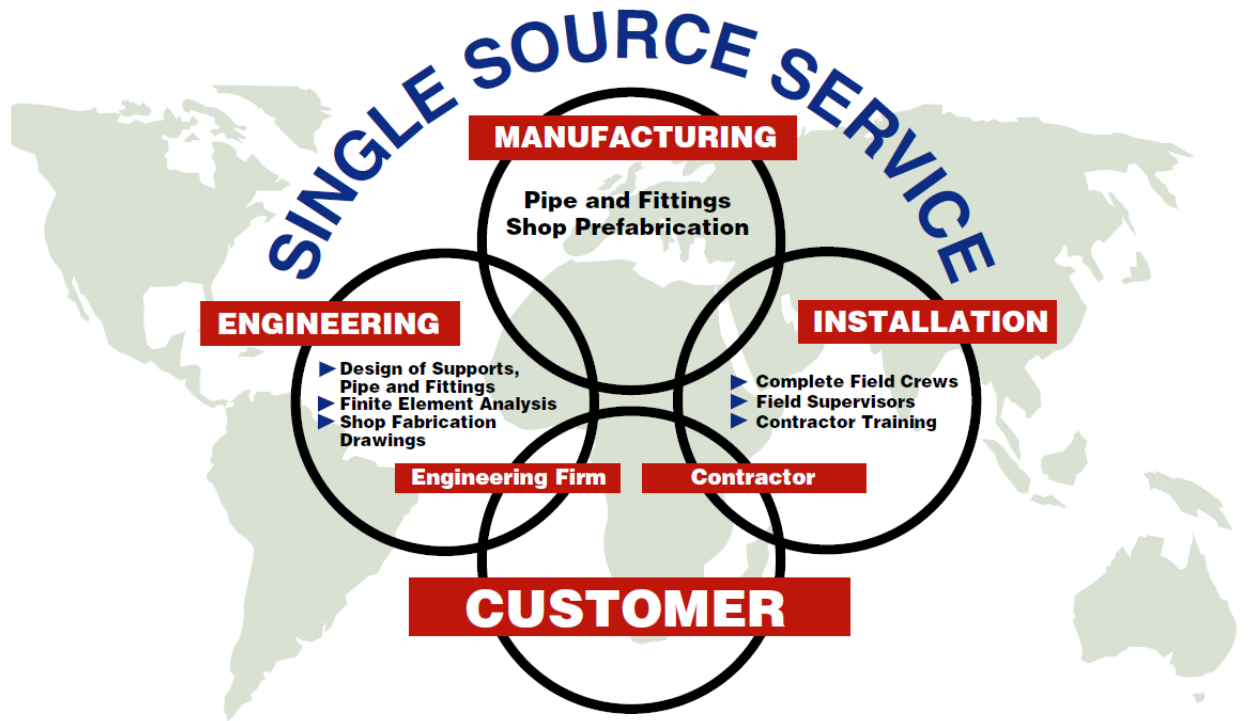 SINGLE SOURCE SERVICE
MANUFACTURING
Pipe and Fittings
Shop Prefabrication
ENGINEERING
Design of Supports,
Pipe and Fittings
Finite Element Analysis
Shop Fabrication
Drawings
INSTALLATION
Complete Field Crews
Field Supervisors
Contractor Training
Engineering Firm
Contractor
CUSTOMER